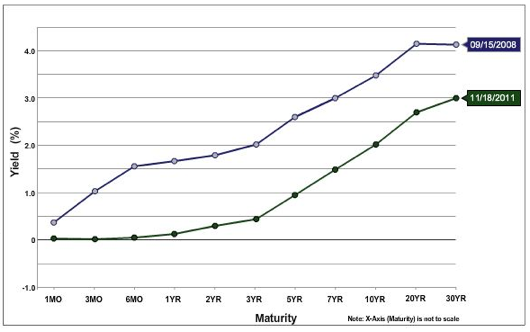 4.0
09/15/2008
3.0
11/18/2011
2.0
1.0
0
-1.0
Yield (%)
1MO 3MO 6MO 1YR 2YR 3YR 5YR 7YR 10YR 20YR 30YR
Maturity
Note: X-Axis (Maturity) is not to scale